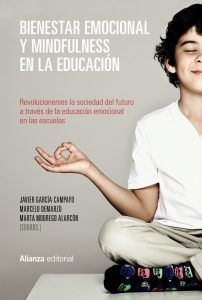 BIENESTAR EMOCIONAL
Y MINDFULNESS
EN LA EDUCACIÓN
Revolucionemos la sociedad del futuro
a través de la educación emocional
en las escuelas
JAVIER GARCÍA-CAMPAYO
MARCELO DEMARZO
MARTA MODREGO ALARCÓN
(COORDS.)
Alianza editorial